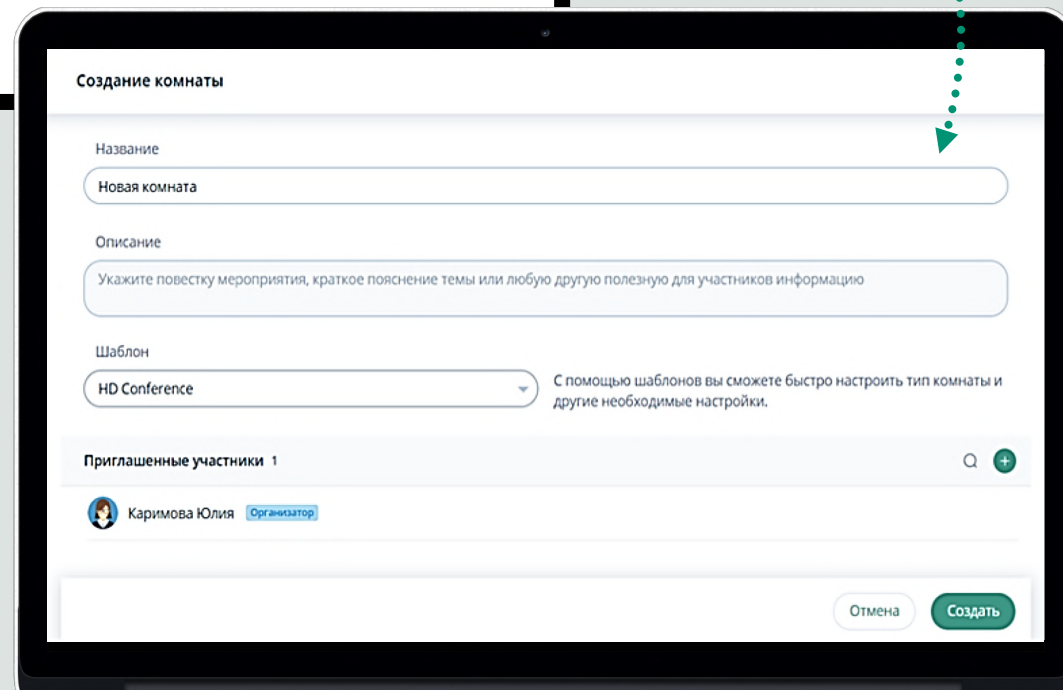 Создание комнаты
Название
Новая комната
Описание
Укажите повестку мероприятия, краткое пояснение темы или любую другую полезную для участников информацию
Шаблон
HD Conference
С помощью шаблонов вы сможете быстро настроить тип комнаты и
другие необходимые настройки.
Приглашенные участники 1
Каримова Юлия Организатор
Отмена Создать